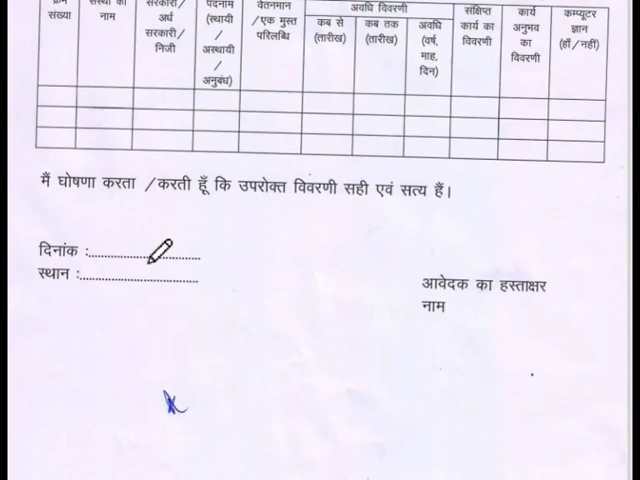 क्रम संख्या
संस्था का नाम
सरकारी/ अर्ध सरकारी/ निजी
पदनाम (स्थायी / अस्थायी / अनुबंध)
वेतनमान /एक मुस्त परिलब्धि
अवधि विवरणी
कब से (तारीख)
कब तक (तारीख)
अवधि (वर्ष, माह, दिन)
संक्षिप्त कार्य का विवरणी
कार्य अनुभव का विवरणी
कम्प्यूटर ज्ञान (हाँ/नहीं)
मैं घोषणा करता /करती हूँ कि उपरोक्त विवरणी सही एवं सत्य हैं।
दिनांक :..............................
स्थान :................................
आवेदक का हस्ताक्षर
नाम